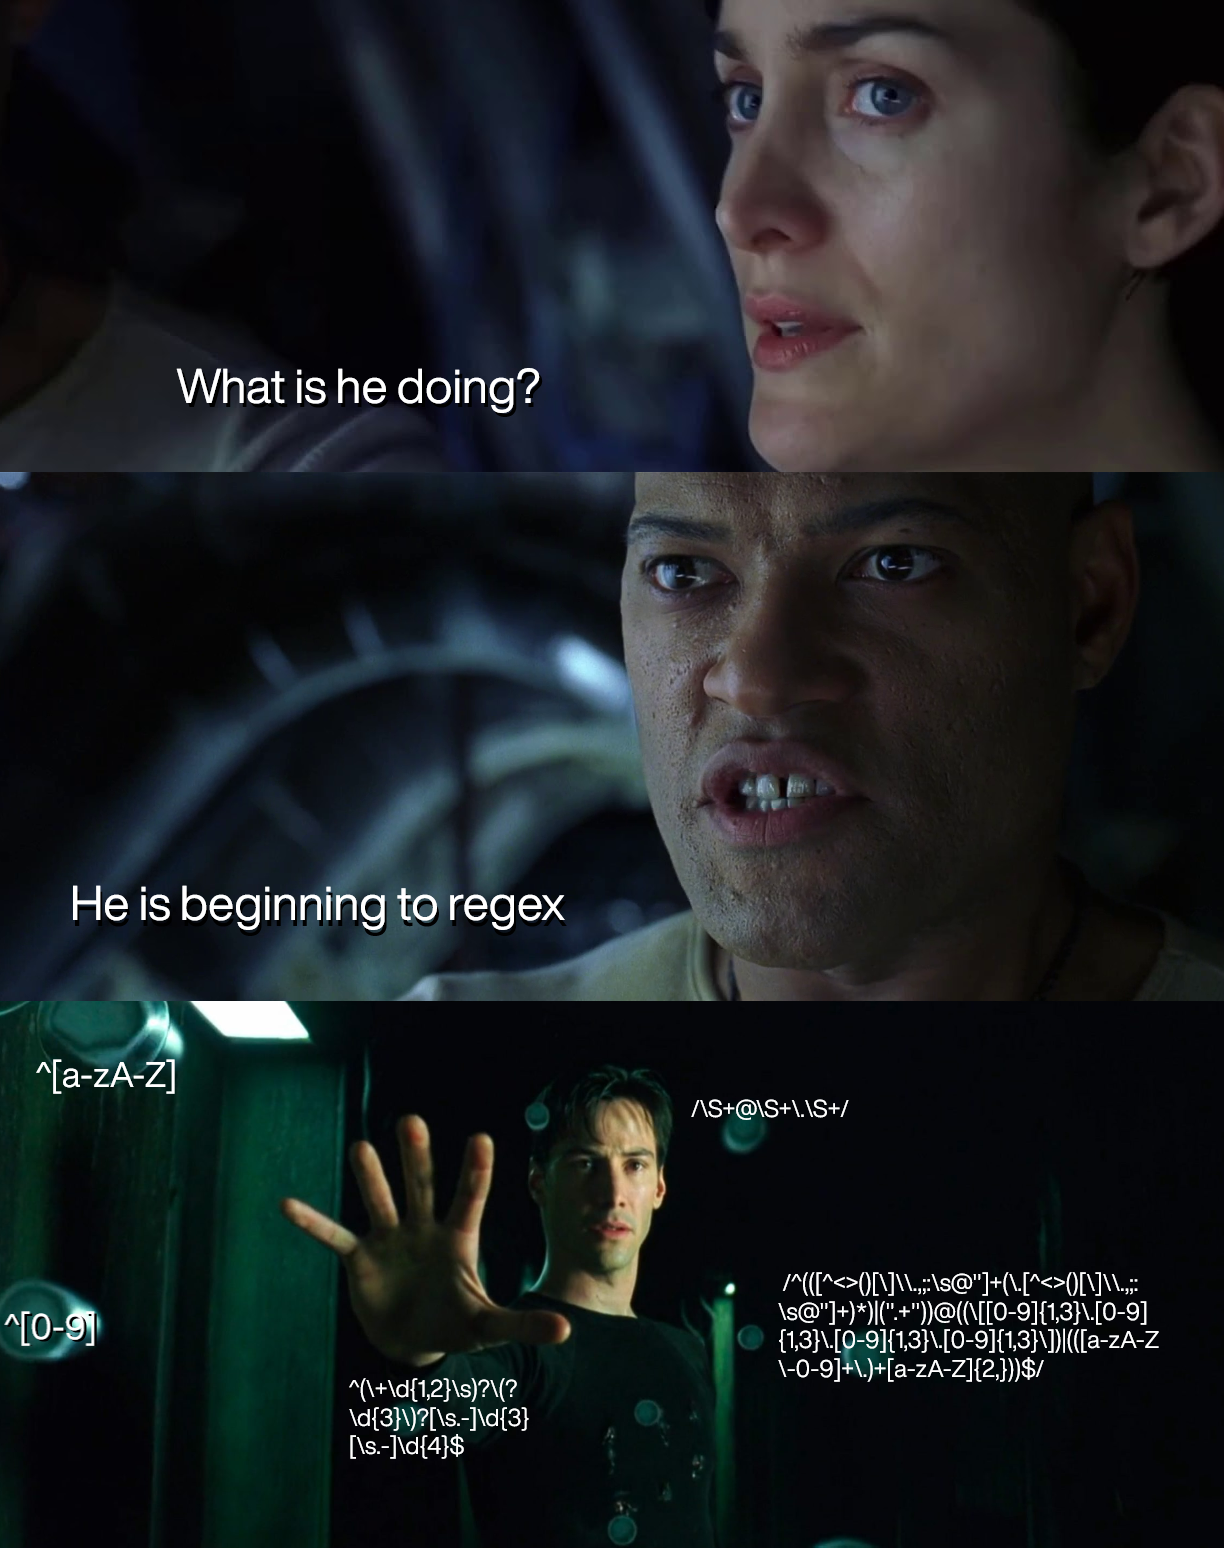 What is he doing?
He is beginning to regex
^[a-zA-Z]
/\S+@\S+\.\S+/
^[0-9]
/^(([^<>()[\]\\.,;:\s@"]+(\.[^<>()[\]\\.,;:
\s@"]+)*)|(".+"))@((\[[0-9]{1,3}\.[0-9]
{1,3}\.[0-9]{1,3}\.[0-9]{1,3}\])|(([a-zA-Z
\-0-9]+\.)+[a-zA-Z]{2,}))$/
^(\+\d{1,2}\s)?\(?
\d{3}\)?[\s.-]\d{3}
[\s.-]\d{4}$